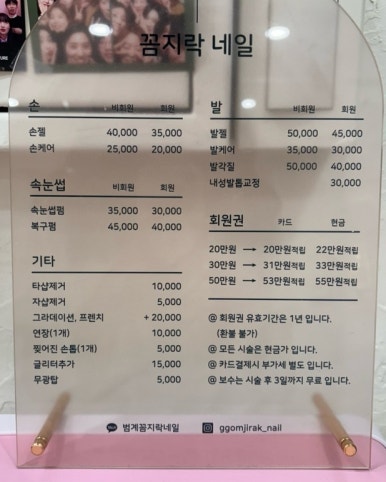 꼼지락 네일
손 비회원 회원
손젤 40,000 35,000
손케어 25,000 20,000
속눈썹 비회원 회원
속눈썹펌 35,000 30,000
복구펌 45,000 40,000
기타
타샵제거 10,000
자샵제거 5,000
그라데이션, 프렌치 + 20,000
연장(1개) 10,000
찢어진 손톱(1개) 5,000
글리터추가 15,000
무광탑 5,000
발 비회원 회원
발젤 50,000 45,000
발케어 35,000 30,000
발각질 50,000 40,000
내성발톱교정 30,000
회원권 카드 현금
20만원 → 20만원적립 22만원적립
30만원 → 31만원적립 33만원적립
50만원 → 53만원적립 55만원적립
@ 회원권 유효기간은 1년 입니다.
(환불 불가)
@ 모든 시술은 현금가 입니다.
@ 카드결제시 부가세 별도 입니다.
@ 보수는 시술 후 3일까지 무료 입니다.
범계꼼지락네일 ggomjirak_nail